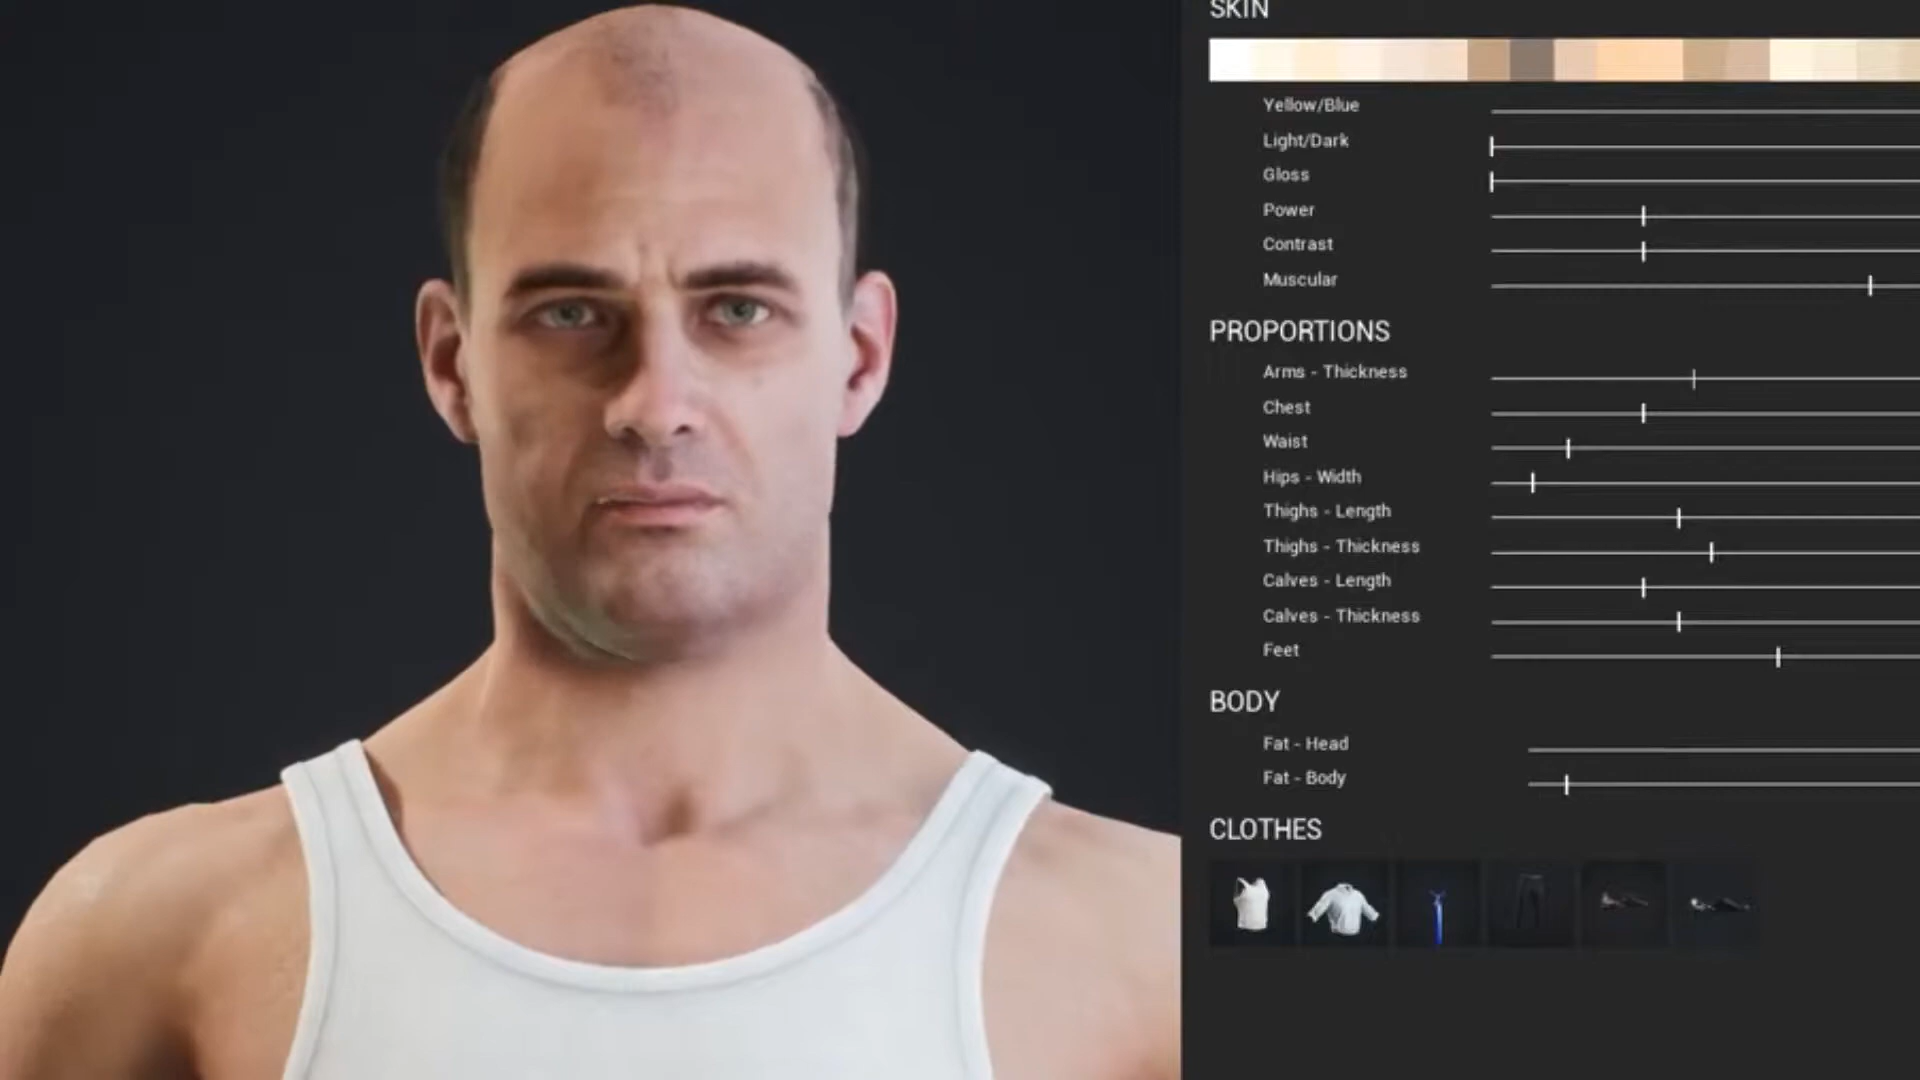 SKIN
Yellow/Blue
Light/Dark
Gloss
Power
Contrast
Muscular
PROPORTIONS
Arms - Thickness
Chest
Waist
Hips - Width
Thighs - Length
Thighs - Thickness
Calves - Length
Calves - Thickness
Feet
BODY
Fat - Head
Fat - Body
CLOTHES